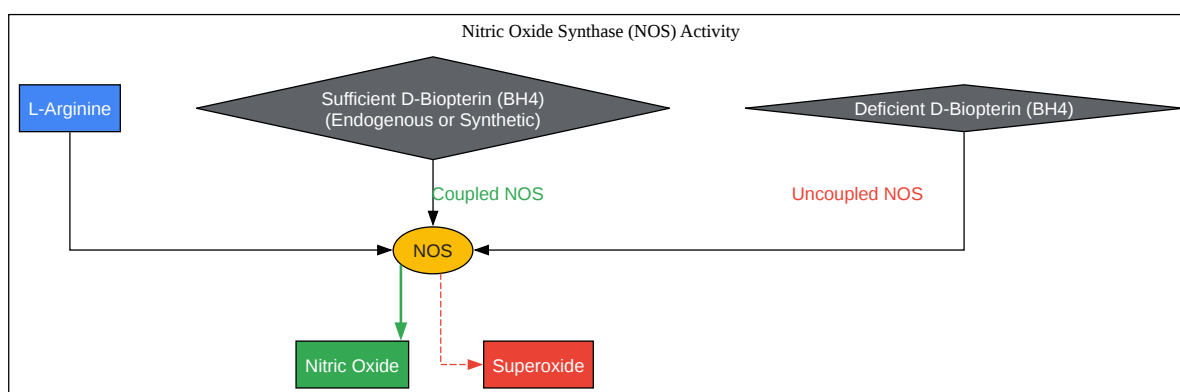 Nitric Oxide Synthase (NOS) Activity
L-Arginine
Sufficient D-Biopterin (BH4)
(Endogenous or Synthetic)
Deficient D-Biopterin (BH4)
Coupled NOS
Uncoupled NOS
NOS
Nitric Oxide
Superoxide